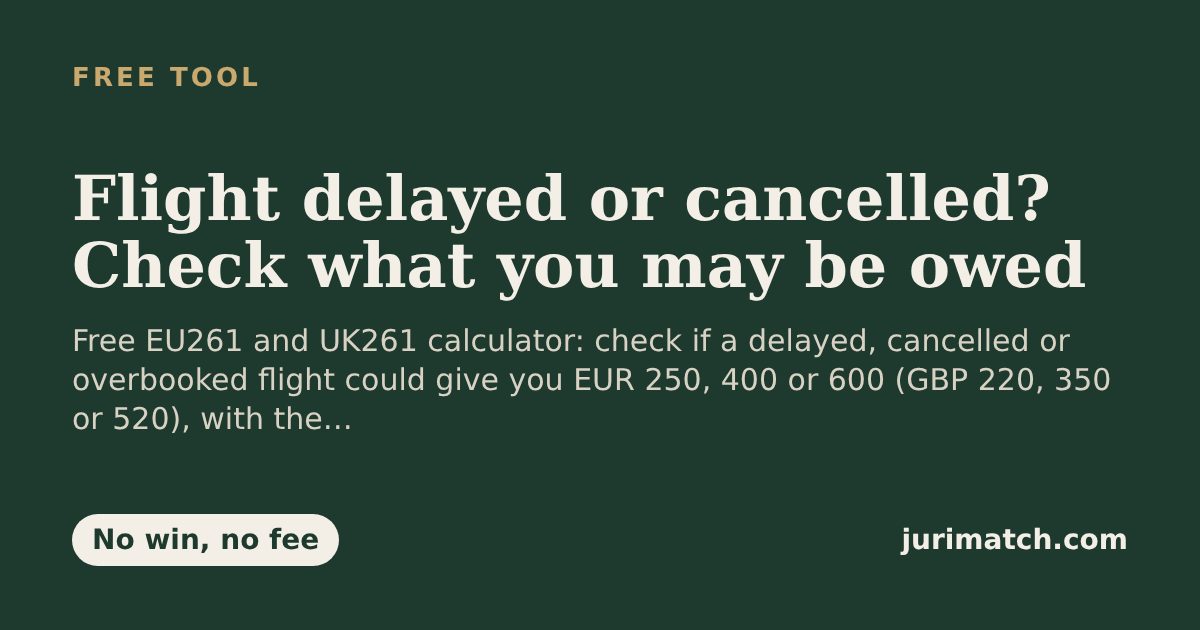 FREE TOOL
Flight delayed or cancelled?
Check what you may be owed
Free EU261 and UK261 calculator: check if a delayed, cancelled or
overbooked flight could give you EUR 250, 400 or 600 (GBP 220, 350
or 520), with the...
No win, no fee
jurimatch.com